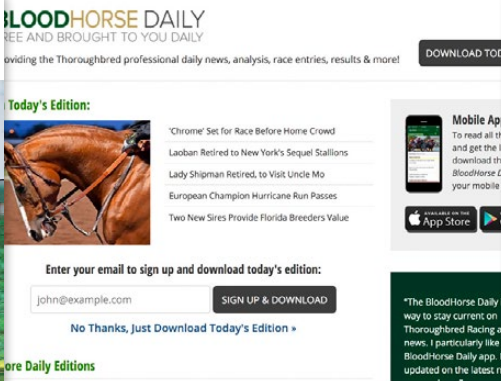 BLOODHORSE DAILY
FREE AND BROUGHT TO YOU DAILY
oviding the Thoroughbred professional daily news, analysis, race entries, results & more!
DOWNLOAD TOD
Today's Edition:
'Chrome' Set for Race Before Home Crowd
Laoban Retired to New York's Sequel Stallions
Lady Shipman Retired, to Visit Uncle Mo
European Champion Hurricane Run Passes
Two New Sires Provide Florida Breeders Value
Mobile App
To read all th
and get the l
download th
BloodHorse D
your mobile
AVAILABLE ON THE
App Store
Enter your email to sign up and download today's edition:
john@example.com
SIGN UP & DOWNLOAD
No Thanks, Just Download Today's Edition »
ore Daily Editions
"The BloodHorse Daily
way to stay current on
Thoroughbred Racing a
news. I particularly like
BloodHorse Daily app. I
updated on the latest n